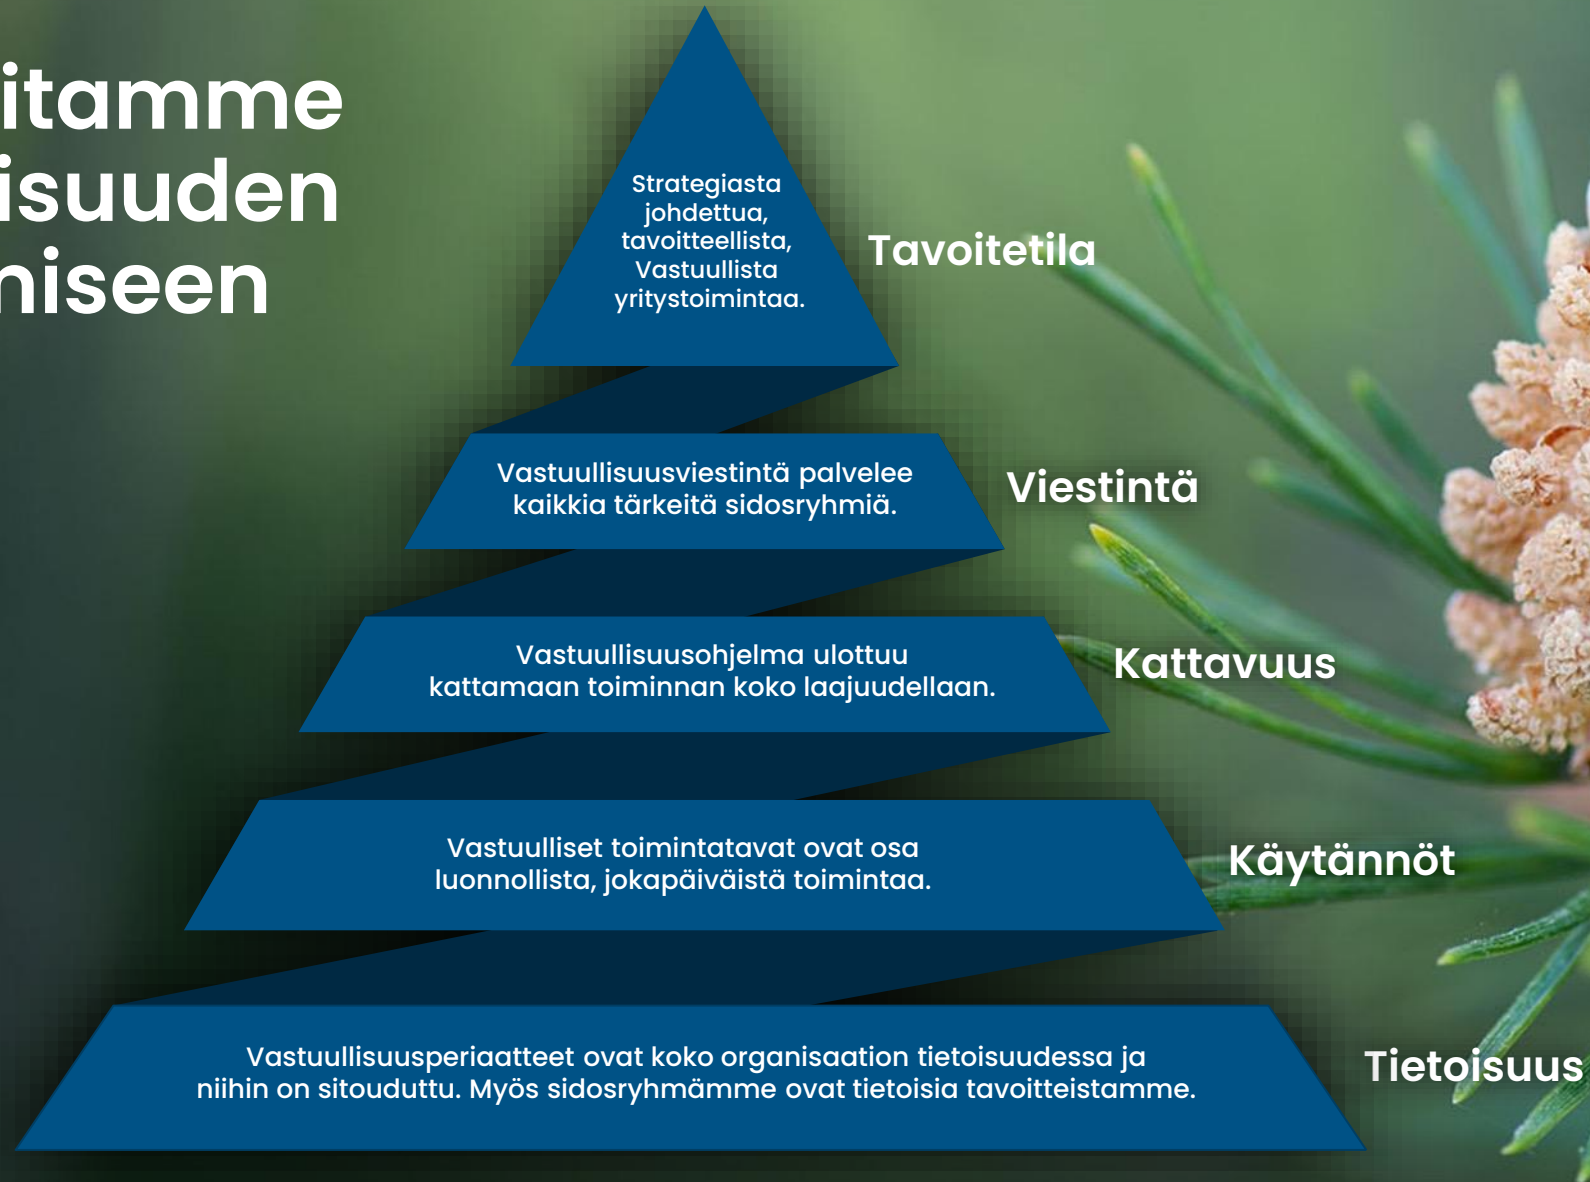 itamme
isuuden
niseen
Strategiasta
johdettua,
tavoitteellista,
Vastuullista
yritystoimintaa.
Tavoitetila
Vastuullisuusviestintä palvelee
kaikkia tärkeitä sidosryhmiä.
Viestintä
Vastuullisuusohjelma ulottuu
kattamaan toiminnan koko laajuudellaan.
Kattavuus
Vastuulliset toimintatavat ovat osa
luonnollista, jokapäiväistä toimintaa.
Käytännöt
Vastuullisuusperiaatteet ovat koko organisaation tietoisuudessa ja
niihin on sitouduttu. Myös sidosryhmämme ovat tietoisia tavoitteistamme.
Tietoisuus